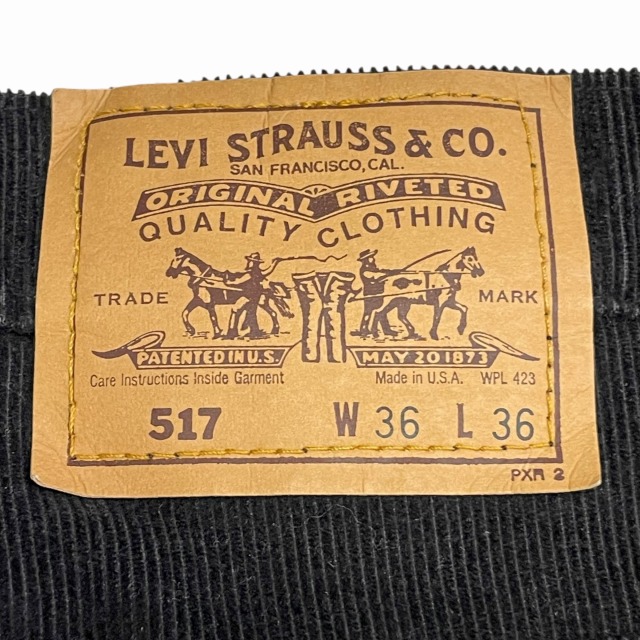 LEVI STRAUSS & CO.
SAN FRANCISCO, CAL.
ORIGINAL RIVETED
QUALITY CLOTHING
TRADE MARK
PATENTED IN U.S. MAY 20 1873
Care Instructions Inside Garment Made in U.S.A. WPL 423
517 W 36 L 36
PXR 2